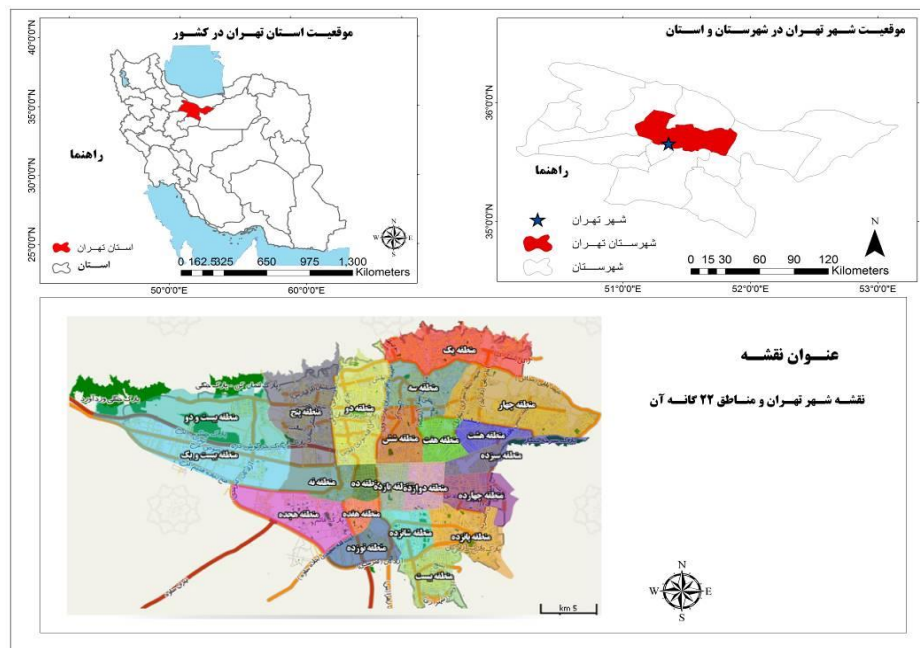 موقعیت استان تهران در کشور
40°0'0"N
35°0'0"N
30°0'0"N
25°0'0"N
راهنما
استان تهران
استان
N
W E
S
0 162.5 325 650 975 1,300
Kilometers
50°0'0"E 60°0'0"E
موقعیت شهر تهران در شهرستان و استان
36°0'0"N
35°0'0"N
راهنما
شهر تهران
شهرستان تهران
شهرستان
N
0 15 30 60 90 120
Kilometers
51°0'0"E 52°0'0"E 53°0'0"E
عنوان نقشه
نقشه شهر تهران و مناطق ۲۲ گانه آن
منطقه یک
منطقه سه
منطقه چهار
منطقه دو
منطقه پنج
منطقه بیست و دو
منطقه شش
منطقه هفت
منطقه هشت
منطقه سزده
منطقه بیست و یک
منطقه نه
منطقه ده
منطقه دوازده
منطقه چهارده
منطقه هجده
منطقه هفده
منطقه شانزده
منطقه پانزده
منطقه نوزده
منطقه بیست
km 5
N
W E
S